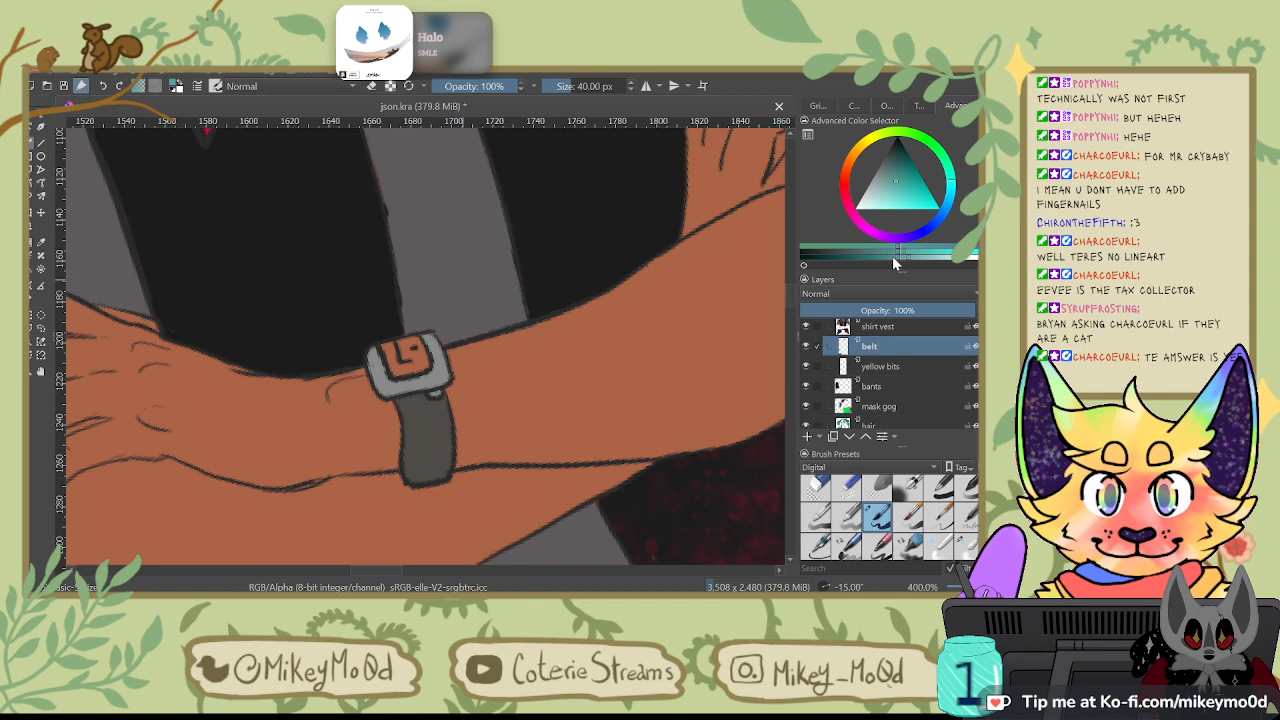 Halo
SMLE
Normal
Opacity: 100%
Size: 40.00 px
json.kra (379.8 MiB) *
Gri...
C...
O...
T...
1520
1540
1560
1580
1600
1620
1640
1660
1680
1700
1720
1740
1760
1780
1800
1820
1840
1860
Advanced Color Selector
Layers
Normal
Opacity: 100%
shirt vest
belt
yellow bits
bants
mask gog
hair
Brush Presets
Digital
Tag
Search
RGB/Alpha (8-bit integer/channel) sRGB-elle-V2-srgbtrc.icc
3,508 x 2,480 (379.8 MiB)
-15.00°
400.0%
POPPYNHI;
TECHNICALLY WAS NOT FIRST
POPPYNHI; BUT HEHEH
POPPYNHI; HEHE
CHARCOEURL; FOR MR CRYBABY
CHARCOEURL;
I MEAN U DONT HAVE TO ADD
FINGERNAILS
CHIRONTHEFIFTH; :3
CHARCOEURL;
WELL TERES NO LINEART
CHARCOEURL;
EEVEE IS THE TAX COLLECTOR
SYRUPFROSTING;
BRYAN ASKING CHARCOEURL IF THEY
ARE A CAT
CHARCOEURL; TE AMSWER IS
@MikeyMo0d
CoterieStreams
Mikey_Mo0d
1
Tip me at Ko-fi.com/mikeymo0d